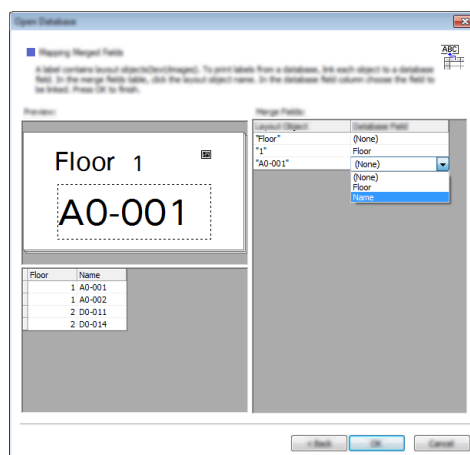 Open Database
Mapping Merged Fields
ABC
A label contains layout objects(text/images). To print labels from a database, link each object to a database
field. In the merge fields table, click the layout object name. In the database field column choose the field to
be linked. Press OK to finish.
Preview:
Merge Fields:
Layout Object Database Field
"Floor" (None)
"1" Floor
"A0-001" (None)
(None)
Floor
Name
Floor 1
A0-001
Floor Name
1 A0-001
1 A0-002
2 D0-011
2 D0-014
< Back OK Cancel